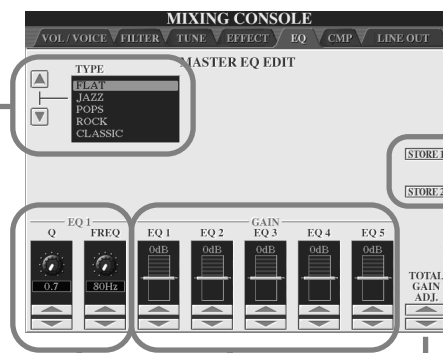 MIXING CONSOLE
VOL / VOICE FILTER TUNE EFFECT EQ CMP LINE OUT
MASTER EQ EDIT
TYPE
FLAT
JAZZ
POPS
ROCK
CLASSIC
STORE 1
STORE 2
EQ 1
Q FREQ
0.7 80Hz
GAIN
EQ 1 EQ 2 EQ 3 EQ 4 EQ 5
0dB 0dB 0dB 0dB 0dB
TOTAL
GAIN
ADJ.